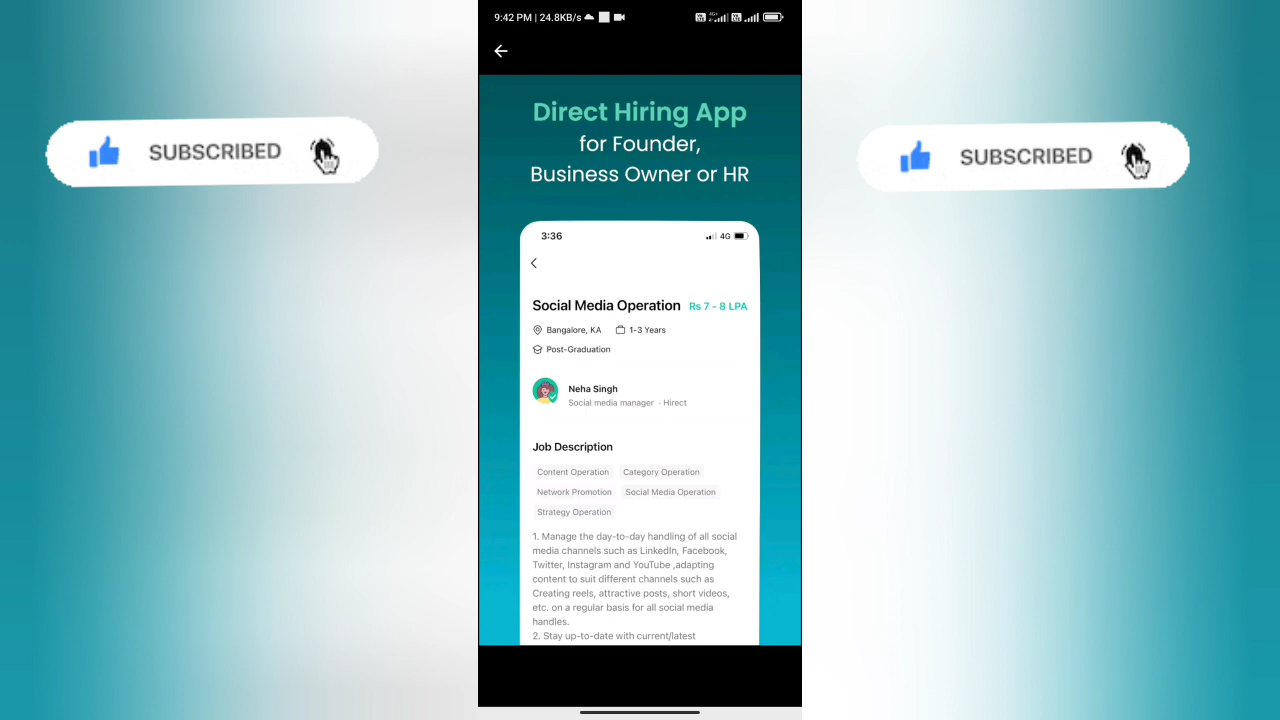 9:42 PM | 24.8KB/s
Direct Hiring App
for Founder,
Business Owner or HR
SUBSCRIBED
SUBSCRIBED
3:36
4G
Social Media Operation Rs 7 - 8 LPA
Bangalore, KA 1-3 Years
Post-Graduation
Neha Singh
Social media manager · Hirect
Job Description
Content Operation Category Operation
Network Promotion Social Media Operation
Strategy Operation
1. Manage the day-to-day handling of all social
media channels such as LinkedIn, Facebook,
Twitter, Instagram and YouTube ,adapting
content to suit different channels such as
Creating reels, attractive posts, short videos,
etc. on a regular basis for all social media
handles.
2. Stay up-to-date with current/latest